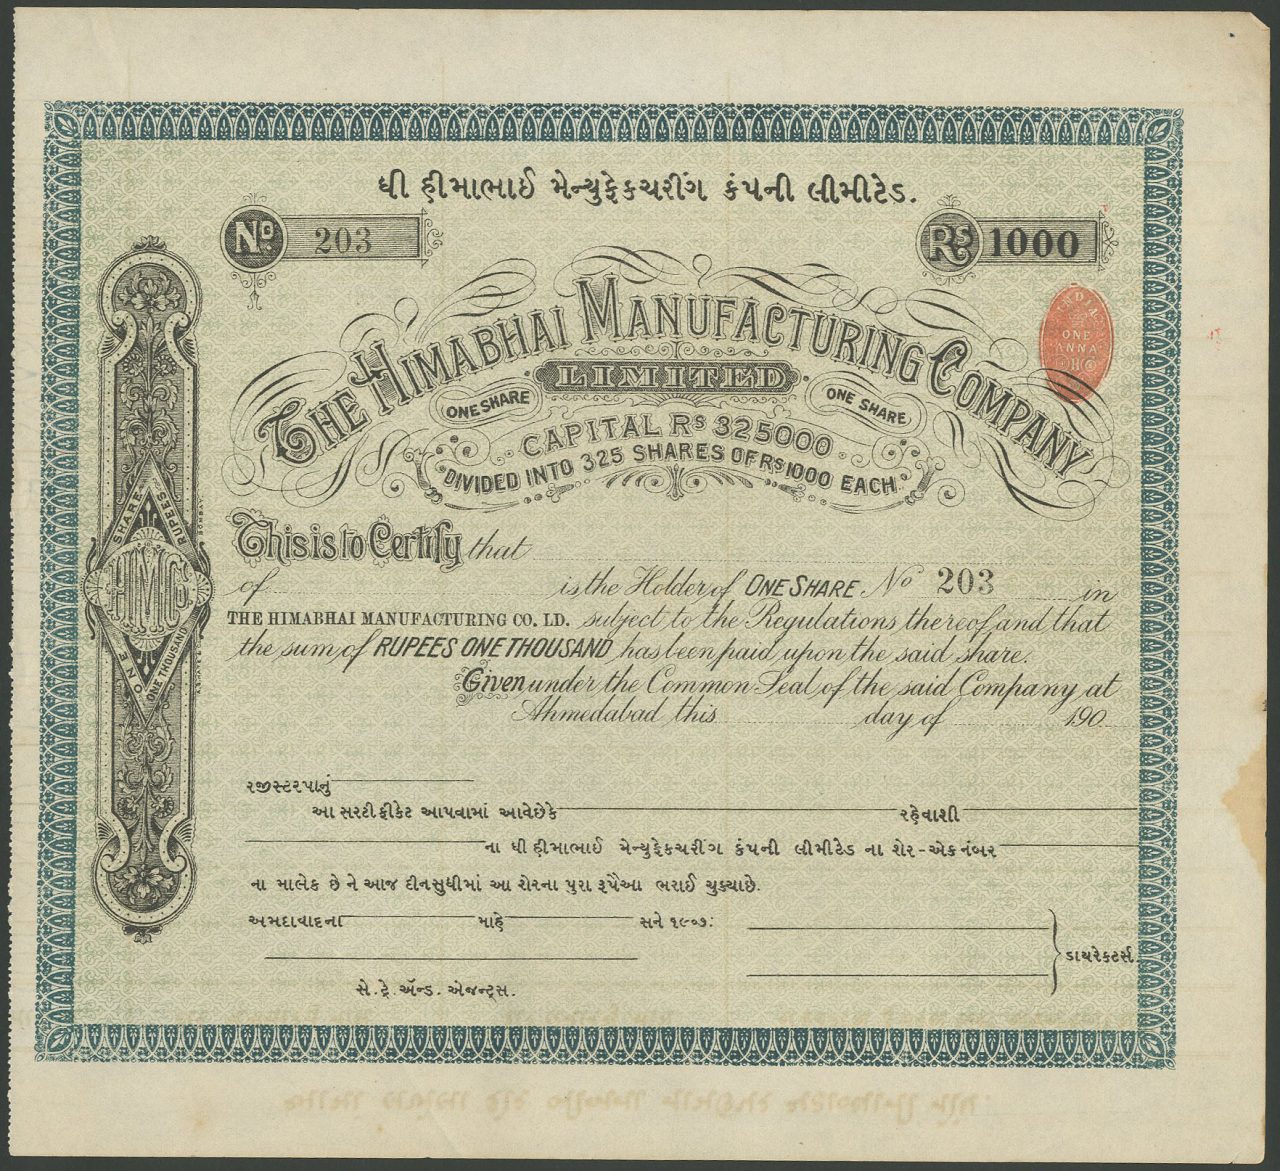 ધી હીમાભાઈ મેન્યુફેકચરીંગ કંપની લીમીટેડ.
No. 203
Rs 1000
INDIA
ONE
ANNA
THE HIMABHAI MANUFACTURING COMPANY
LIMITED
ONE SHARE
ONE SHARE
CAPITAL Rs 325000
DIVIDED INTO 325 SHARES OF Rs 1000 EACH
SHARE RUPEES
HMC
ONE ONE THOUSAND
This is to Certify that
of is the Holder of ONE SHARE No 203 in
THE HIMABHAI MANUFACTURING CO. LD. subject to the Regulations thereof and that
the sum of RUPEES ONE THOUSAND has been paid upon the said share.
Given under the Common Seal of the said Company at
Ahmedabad this day of 190
રજીસ્ટરપાનું
આ સરટીફીકેટ આપવામાં આવેછેકે રહેવાશી
ના ધી હીમાભાઈ મેન્યુફેકચરીંગ કંપની લીમીટેડ ના શેર-એક નંબર
ના માલેક છે ને આજ દીનસુધીમાં આ શેરના પુરા રૂપૈઆ ભરાઈ ચુક્યાછે.
અમદાવાદના માહે સને ૧૯૦૭:
ડાયરેકટર્સ.
સે. ટ્રે. ઍન્ડ. એજન્ટ્સ.